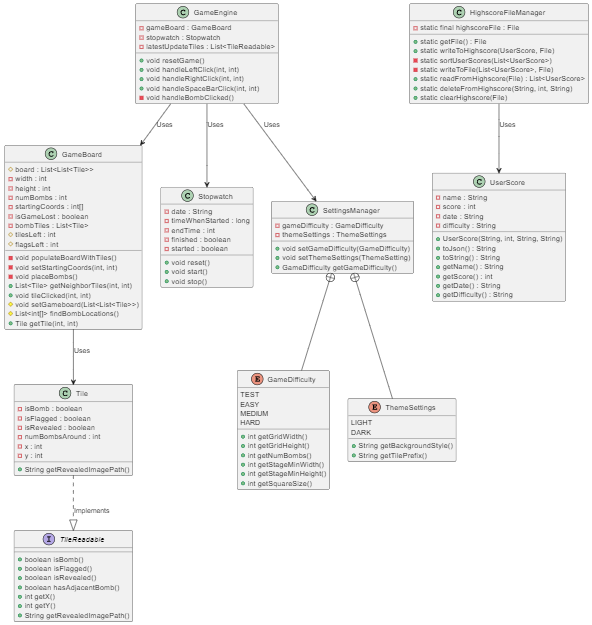 C GameEngine
gameBoard : GameBoard
stopwatch : Stopwatch
latestUpdateTiles : List<TileReadable>
void resetGame()
void handleLeftClick(int, int)
void handleRightClick(int, int)
void handleSpaceBarClick(int, int)
void handleBombClicked()
C HighscoreFileManager
static final highscoreFile : File
static getFile() : File
static writeToHighscore(UserScore, File)
static sortUserScores(List<UserScore>)
static writeToFile(List<UserScore>, File)
static readFromHighscore(File) : List<UserScore>
static deleteFromHighscore(String, int, String)
static clearHighscore(File)
Uses
Uses
Uses
Uses
C GameBoard
board : List<List<Tile>>
width : int
height : int
numBombs : int
startingCoords : int[]
isGameLost : boolean
bombTiles : List<Tile>
tilesLeft : int
flagsLeft : int
void populateBoardWithTiles()
void setStartingCoords(int, int)
void placeBombs()
List<Tile> getNeighborTiles(int, int)
void tileClicked(int, int)
void setGameboard(List<List<Tile>>)
List<int[]> findBombLocations()
Tile getTile(int, int)
C Stopwatch
date : String
timeWhenStarted : long
endTime : int
finished : boolean
started : boolean
void reset()
void start()
void stop()
C SettingsManager
gameDifficulty : GameDifficulty
themeSettings : ThemeSettings
void setGameDifficulty(GameDifficulty)
void setThemeSettings(ThemeSetting)
GameDifficulty getGameDifficulty()
C UserScore
name : String
score : int
date : String
difficulty : String
UserScore(String, int, String, String)
toJson() : String
toString() : String
getName() : String
getScore() : int
getDate() : String
getDifficulty() : String
Uses
C Tile
isBomb : boolean
isFlagged : boolean
isRevealed : boolean
numBombsAround : int
x : int
y : int
String getRevealedImagePath()
E GameDifficulty
TEST
EASY
MEDIUM
HARD
int getGridWidth()
int getGridHeight()
int getNumBombs()
int getStageMinWidth()
int getStageMinHeight()
int getSquareSize()
E ThemeSettings
LIGHT
DARK
String getBackgroundStyle()
String getTilePrefix()
Implements
I TileReadable
boolean isBomb()
boolean isFlagged()
boolean isRevealed()
boolean hasAdjacentBomb()
int getX()
int getY()
String getRevealedImagePath()